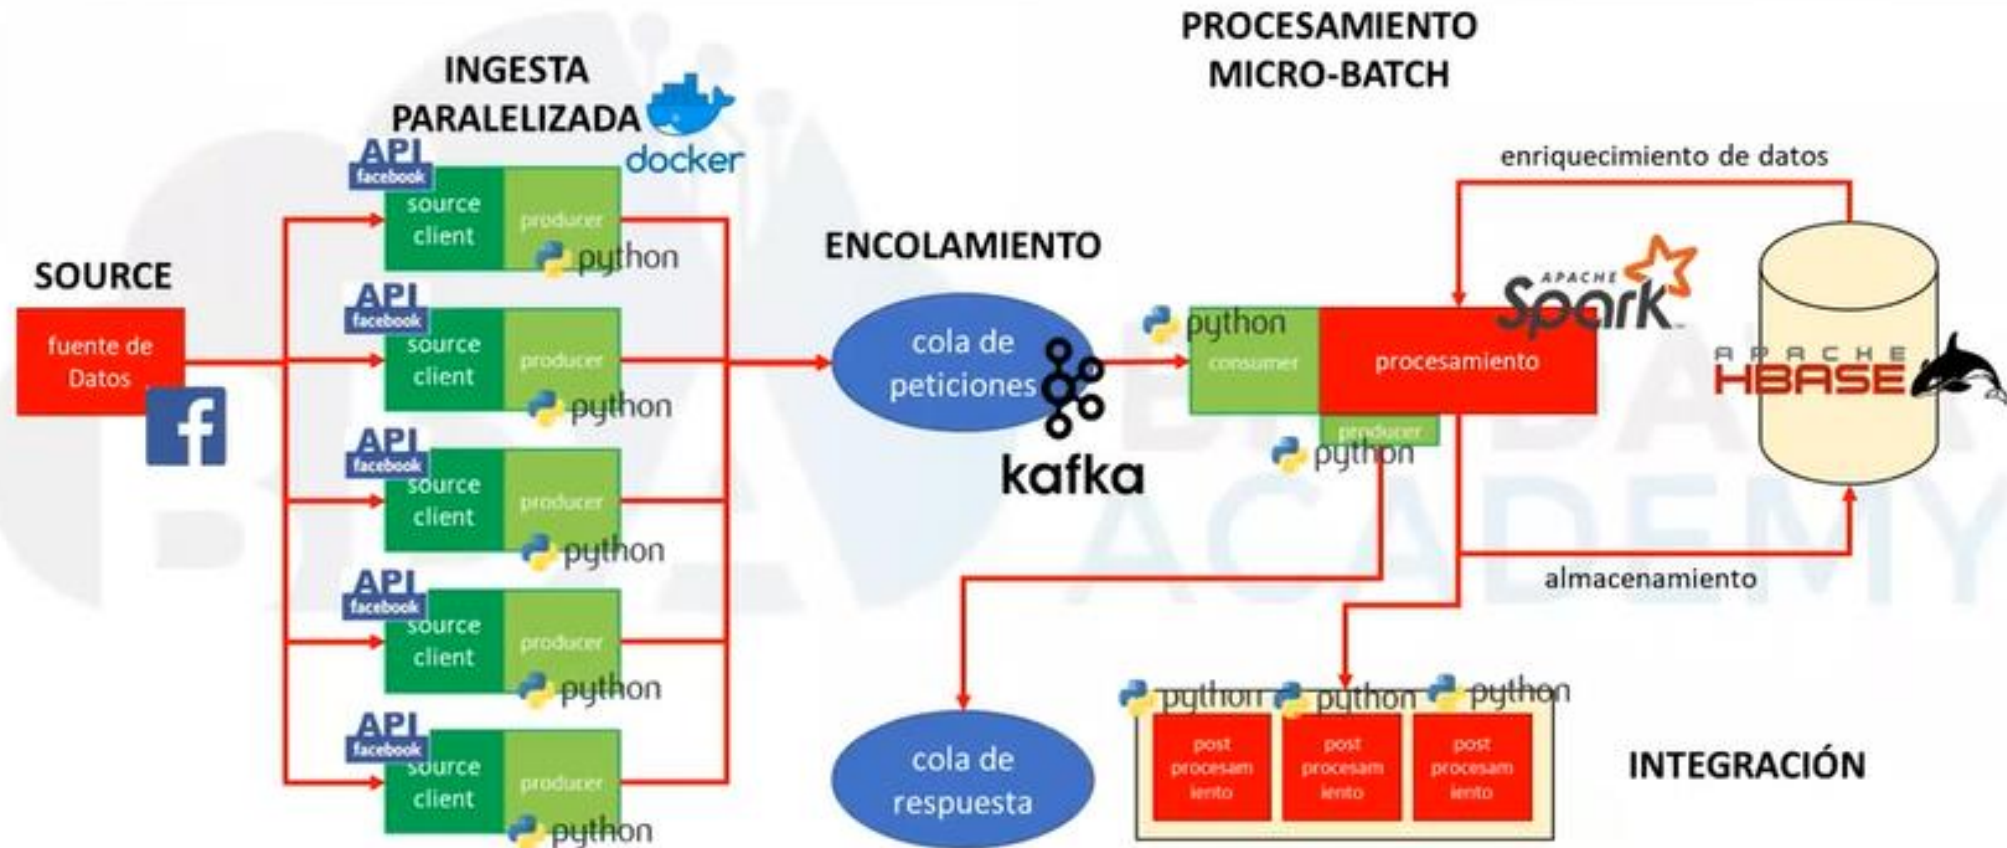 PROCESAMIENTO
MICRO-BATCH
INGESTA
PARALELIZADA
docker
SOURCE
fuente de
Datos
f
API
facebook
source
client
producer
python
API
facebook
source
client
producer
python
API
facebook
source
client
producer
python
API
facebook
source
client
producer
python
API
facebook
source
client
producer
python
ENCOLAMIENTO
cola de
peticiones
kafka
python
consumer
procesamiento
producer
python
APACHE
Spark
enriquecimiento de datos
APACHE
HBASE
almacenamiento
cola de
respuesta
python
python
python
post
procesam
iento
post
procesam
iento
post
procesam
iento
INTEGRACIÓN
ACADEMY